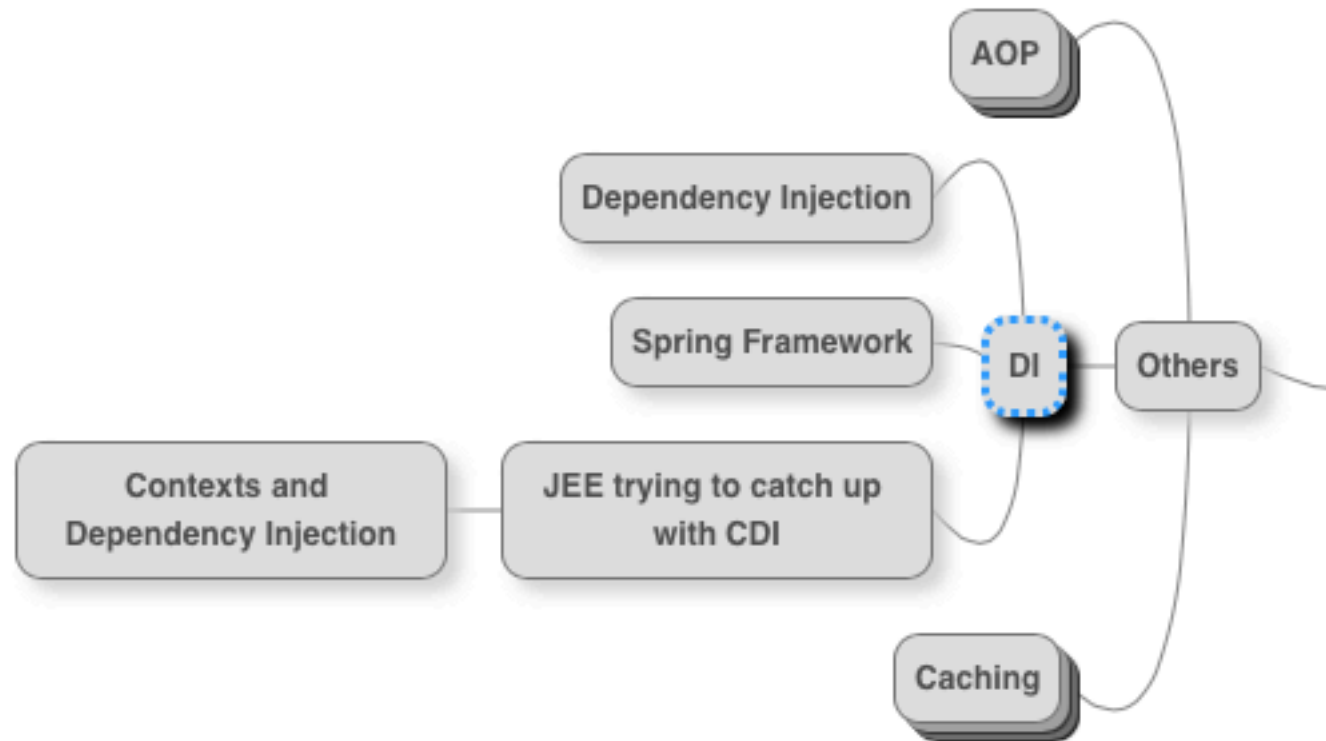 AOP
Dependency Injection
Spring Framework
DI
Others
Contexts and
Dependency Injection
JEE trying to catch up
with CDI
Caching